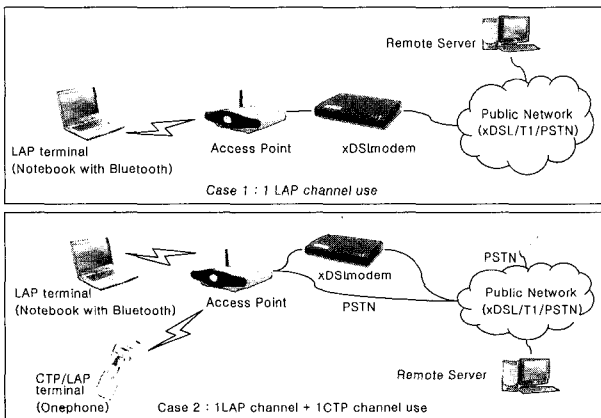 Remote Server
Public Network
(xDSL/T1/PSTN)
LAP terminal
(Notebook with Bluetooth)
Access Point
xDSLmodem
Case 1 : 1 LAP channel use
PSTN
LAP terminal
(Notebook with Bluetooth)
Access Point
xDSLmodem
PSTN
Public Network
(xDSL/T1/PSTN)
CTP/LAP
terminal
(Onephone)
Remote Server
Case 2 : 1LAP channel + 1CTP channel use